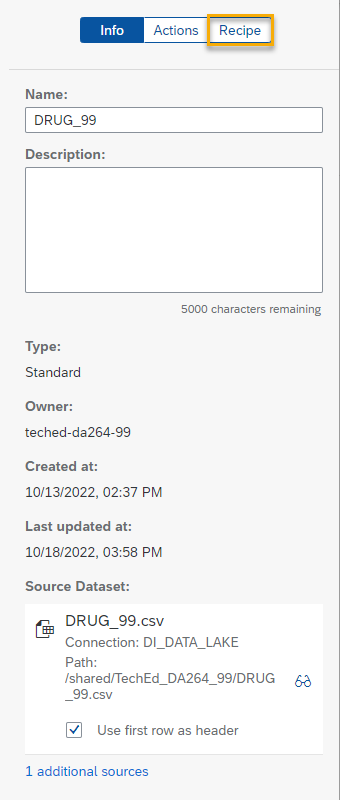 Info Actions Recipe
Name:
DRUG_99
Description:
5000 characters remaining
Type:
Standard
Owner:
teched-da264-99
Created at:
10/13/2022, 02:37 PM
Last updated at:
10/18/2022, 03:58 PM
Source Dataset:
DRUG_99.csv
Connection: DI_DATA_LAKE
Path:
/shared/TechEd_DA264_99/DRUG
_99.csv
Use first row as header
1 additional sources